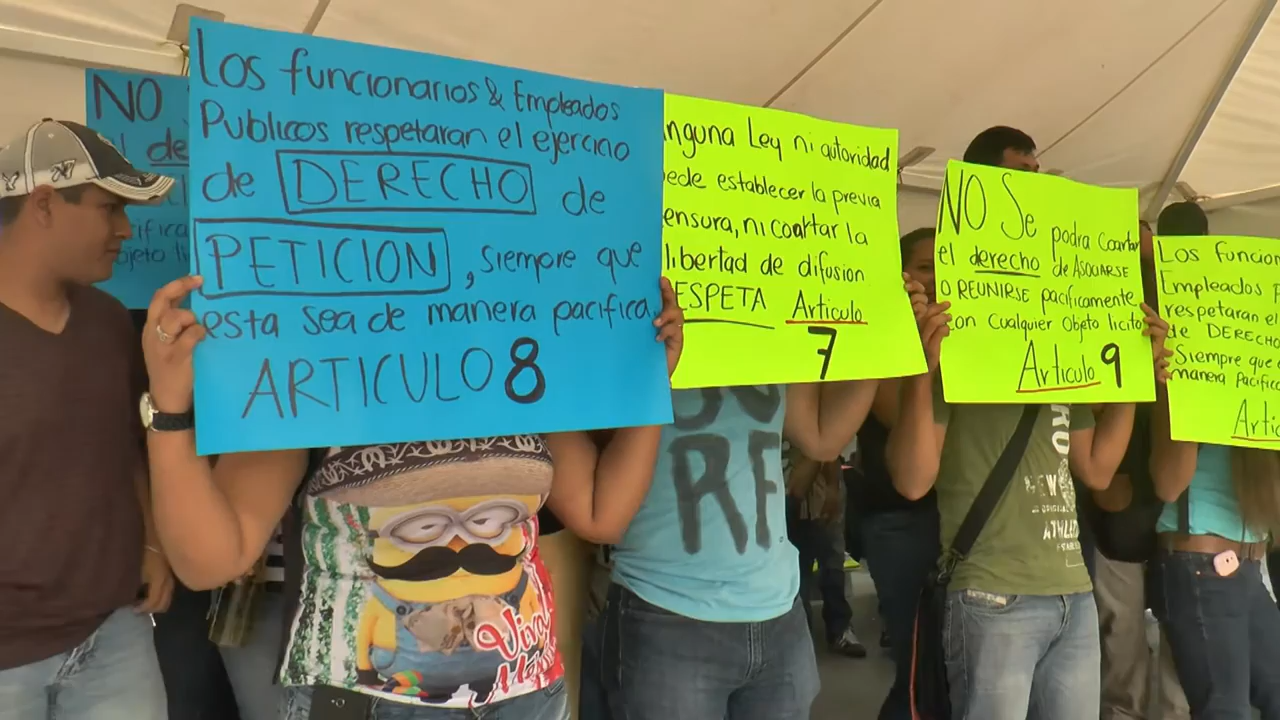 NO
de
Los funcionarios & Empleados
Publicos respetaran el ejercicio
de DERECHO de
PETICION, siempre que
esta sea de manera pacifica
ARTICULO 8
nguna Ley ni autoridad
ede establecer la previa
ensura, ni coartar la
libertad de difusion
ESPETA Articulo
7
NO Se podra Coartar
el derecho de ASOCIARSE
O REUNIRSE pacificamente
con Cualquier Objeto licito
Articulo 9
Los funcion
Empleados P
respetaran el
de DERECHO
Siempre que e
manera Pacific
Artic
RF
NEW
ATHLE
Viva